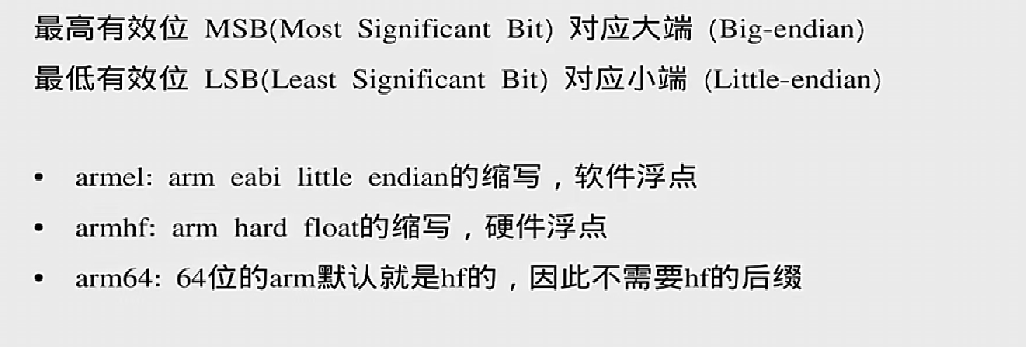 最高有效位 MSB(Most Significant Bit) 对应大端 (Big-endian)
最低有效位 LSB(Least Significant Bit) 对应小端 (Little-endian)
• armel: arm eabi little endian的缩写，软件浮点
• armhf: arm hard float的缩写，硬件浮点
• arm64: 64位的arm默认就是hf的，因此不需要hf的后缀